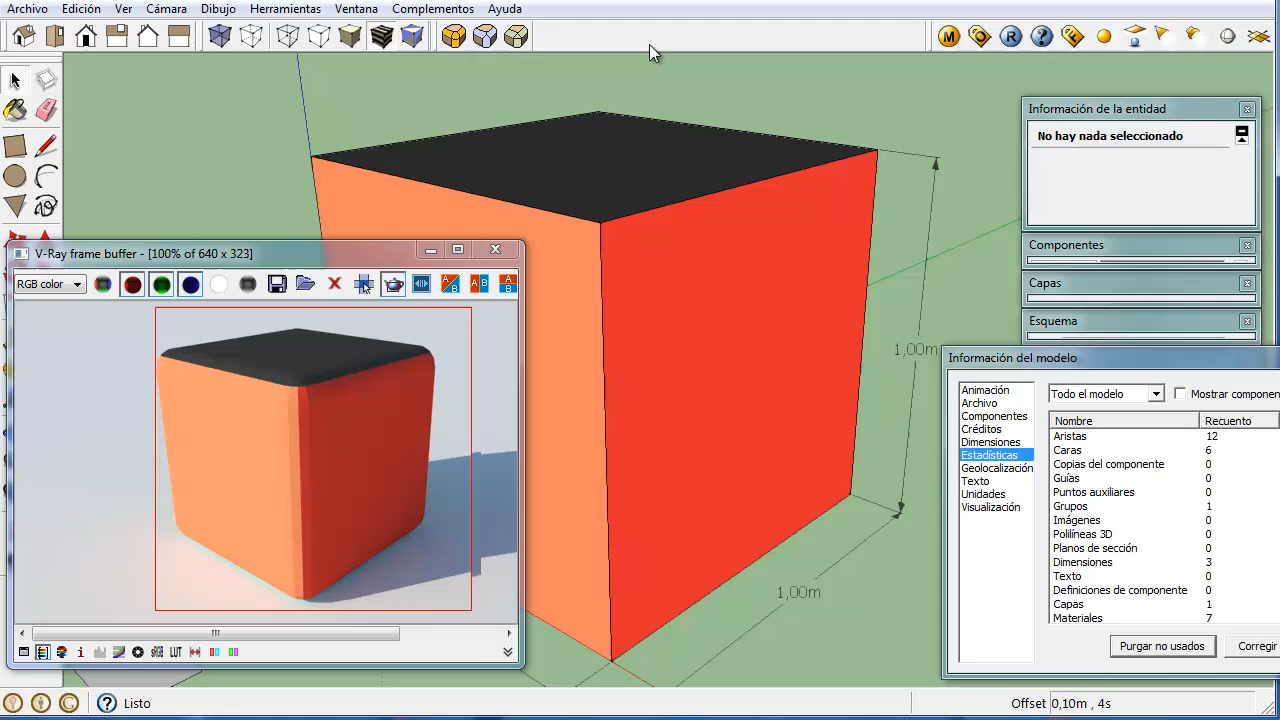 Archivo Edición Ver Cámara Dibujo Herramientas Ventana Complementos Ayuda
M R ?
Información de la entidad
No hay nada seleccionado
Componentes
Capas
Esquema
V-Ray frame buffer - [100% of 640 x 323]
RGB color
A B A B A B
i sRGB LUT
1,00m
1,00m
Información del modelo
Animación
Archivo
Componentes
Créditos
Dimensiones
Estadísticas
Geolocalización
Texto
Unidades
Visualización
Todo el modelo Mostrar componen
Nombre Recuento
Aristas 12
Caras 6
Copias del componente 0
Guías 0
Puntos auxiliares 0
Grupos 1
Imágenes 0
Polilíneas 3D 0
Planos de sección 0
Dimensiones 3
Texto 0
Definiciones de componente 0
Capas 1
Materiales 7
Purgar no usados Corregir
? Listo Offset 0,10m , 4s